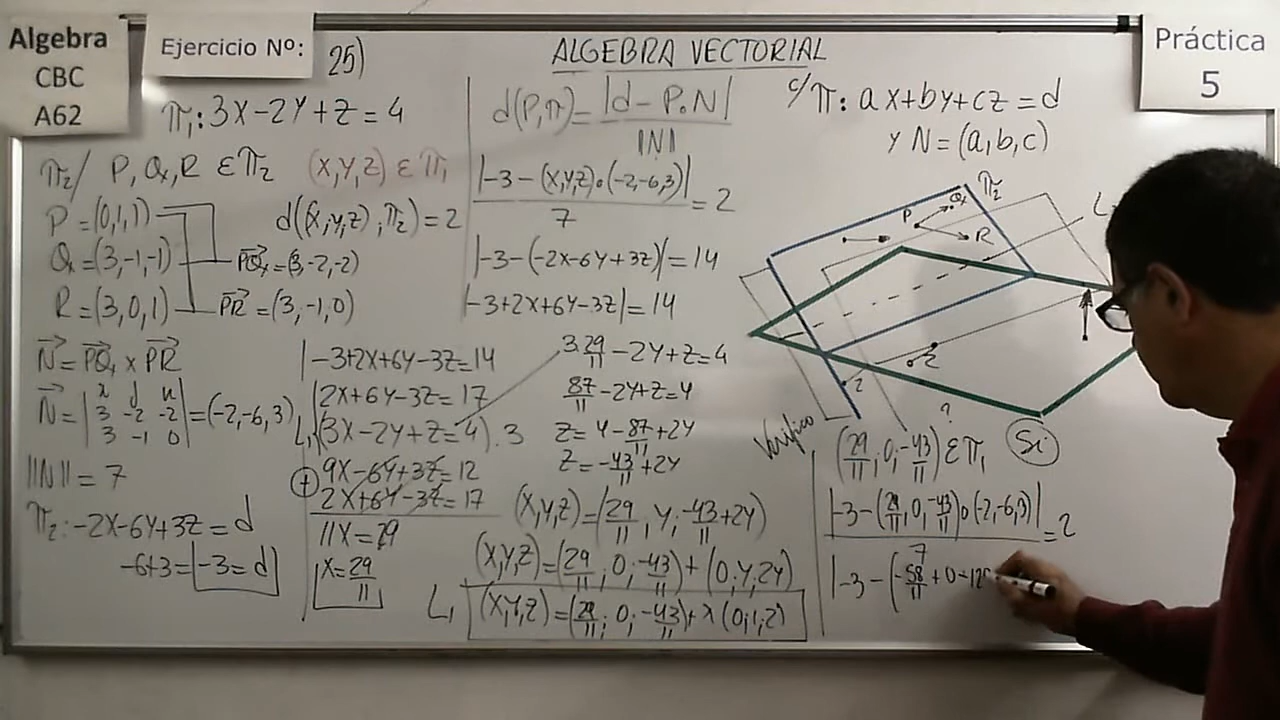 Algebra
CBC
A62
Ejercicio Nº:
25)
ALGEBRA VECTORIAL
Práctica
5
π₁: 3X-2Y+Z=4
π₂/ P,Q,R ∈ π₂ (X,Y,Z) ∈ π₁
P=(0,1,1)
d((X,Y,Z),π₂)=2
Q=(3,-1,-1)
PQ=(3,-2,-2)
R=(3,0,1)
PR=(3,-1,0)
N=PQ x PR
N=
3 -2 -2
3 -1 0
=(-2,-6,3)
||N||=7
π₂: -2X-6Y+3Z=d
-6+3=-3=d
|-3+2X+6Y-3Z=14
2X+6Y-3Z=17
L₁ (3X-2Y+Z=4).3
+ 9X-6Y+3Z=12
2X+6Y-3Z=17
11X=29
X=29/11
d(P,π)=|d-P.N|/||N||
c/π: ax+by+cz=d
y N=(a,b,c)
|-3-(X,Y,Z)•(-2,-6,3)|/7=2
|-3-(-2X-6Y+3Z)|=14
|-3+2X+6Y-3Z|=14
3.29/11-2Y+Z=4
87/11-2Y+Z=4
Z=4-87/11+2Y
Z=-43/11+2Y
(X,Y,Z)=(29/11, Y, -43/11+2Y)
(X,Y,Z)=(29/11; 0; -43/11)+(0,Y,2Y)
L₁ (X,Y,Z)=(29/11; 0; -43/11)+λ(0,1,2)
π₂
P
Q
R
L
2
2
Verifico
(29/11; 0; -43/11) ∈ π₁
?
Si
|-3-(29/11, 0, -43/11)•(-2,-6,3)|/7=2
|-3-(-58/11+0-12